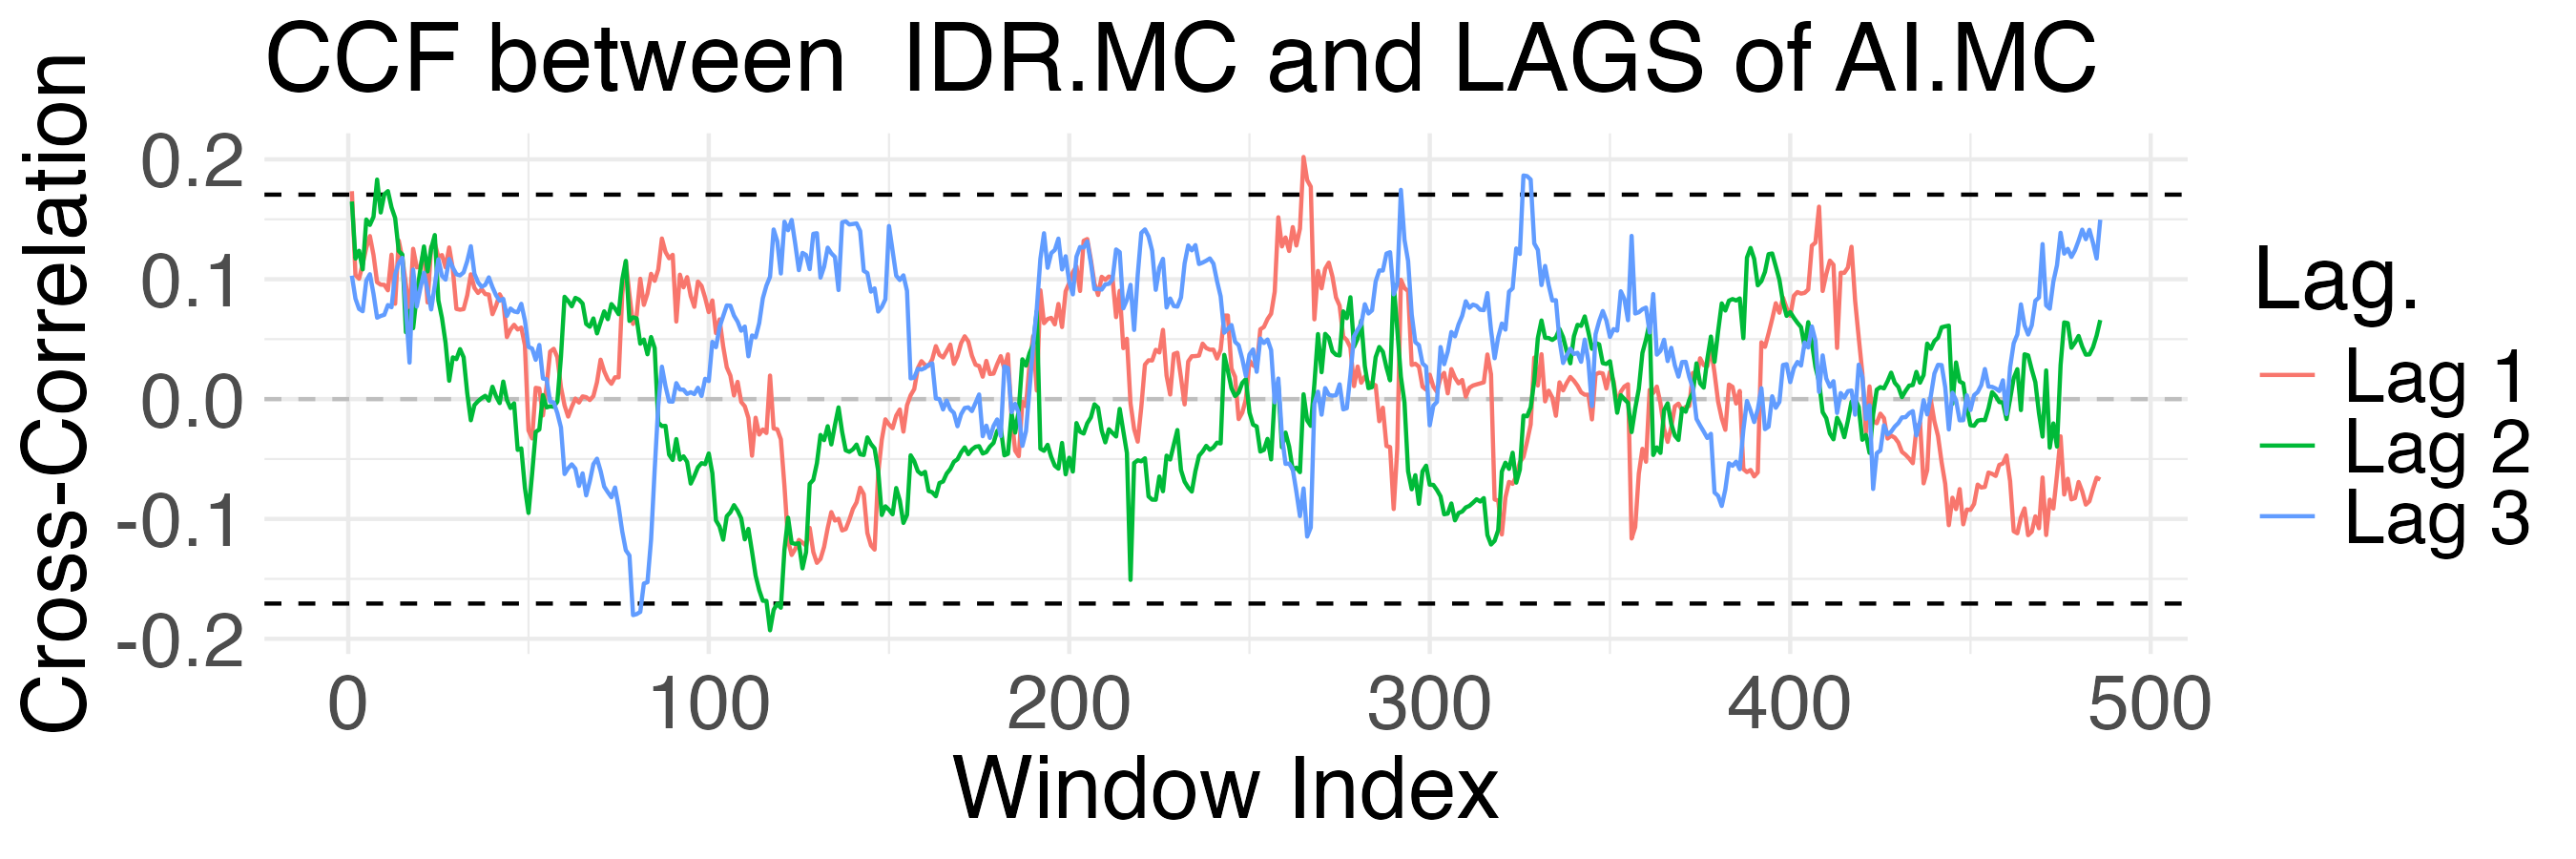 CCF between  IDR.MC and LAGS of AI.MC
Cross-Correlation
0.2
0.1
0.0
-0.1
-0.2
0 100 200 300 400 500
Window Index
Lag.
Lag 1
Lag 2
Lag 3